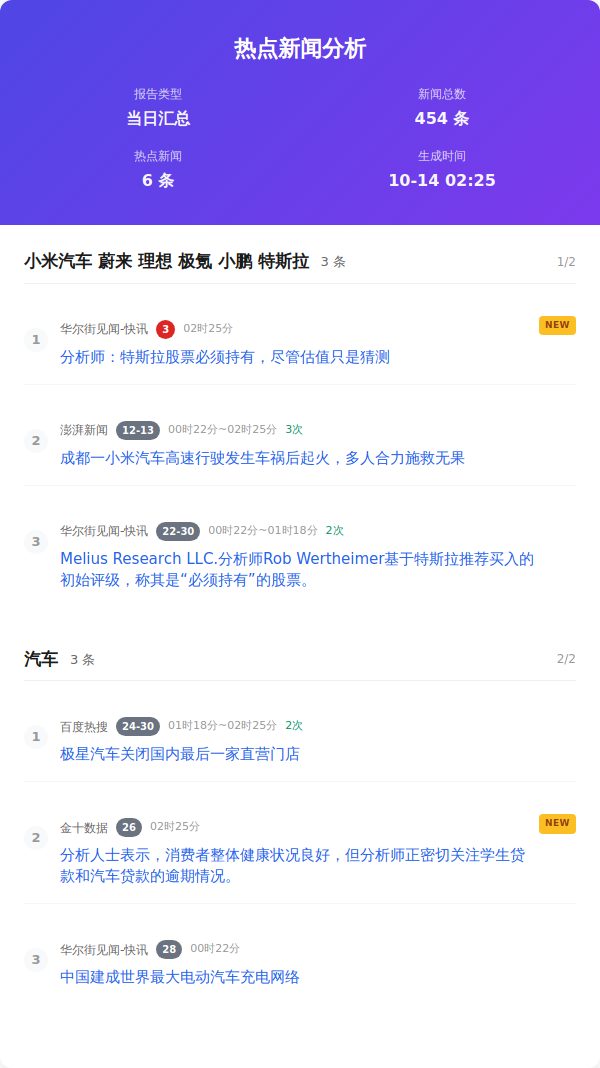 热点新闻分析
报告类型
新闻总数
当日汇总
454 条
热点新闻
生成时间
6 条
10-14 02:25
小米汽车 蔚来 理想 极氪 小鹏 特斯拉 3 条 1/2
1
华尔街见闻-快讯 3 02时25分 NEW
分析师：特斯拉股票必须持有，尽管估值只是猜测
2
澎湃新闻 12-13 00时22分~02时25分 3次
成都一小米汽车高速行驶发生车祸后起火，多人合力施救无果
3
华尔街见闻-快讯 22-30 00时22分~01时18分 2次
Melius Research LLC.分析师Rob Wertheimer基于特斯拉推荐买入的
初始评级，称其是“必须持有”的股票。
汽车 3 条 2/2
1
百度热搜 24-30 01时18分~02时25分 2次
极星汽车关闭国内最后一家直营门店
2
金十数据 26 02时25分 NEW
分析人士表示，消费者整体健康状况良好，但分析师正密切关注学生贷
款和汽车贷款的逾期情况。
3
华尔街见闻-快讯 28 00时22分
中国建成世界最大电动汽车充电网络